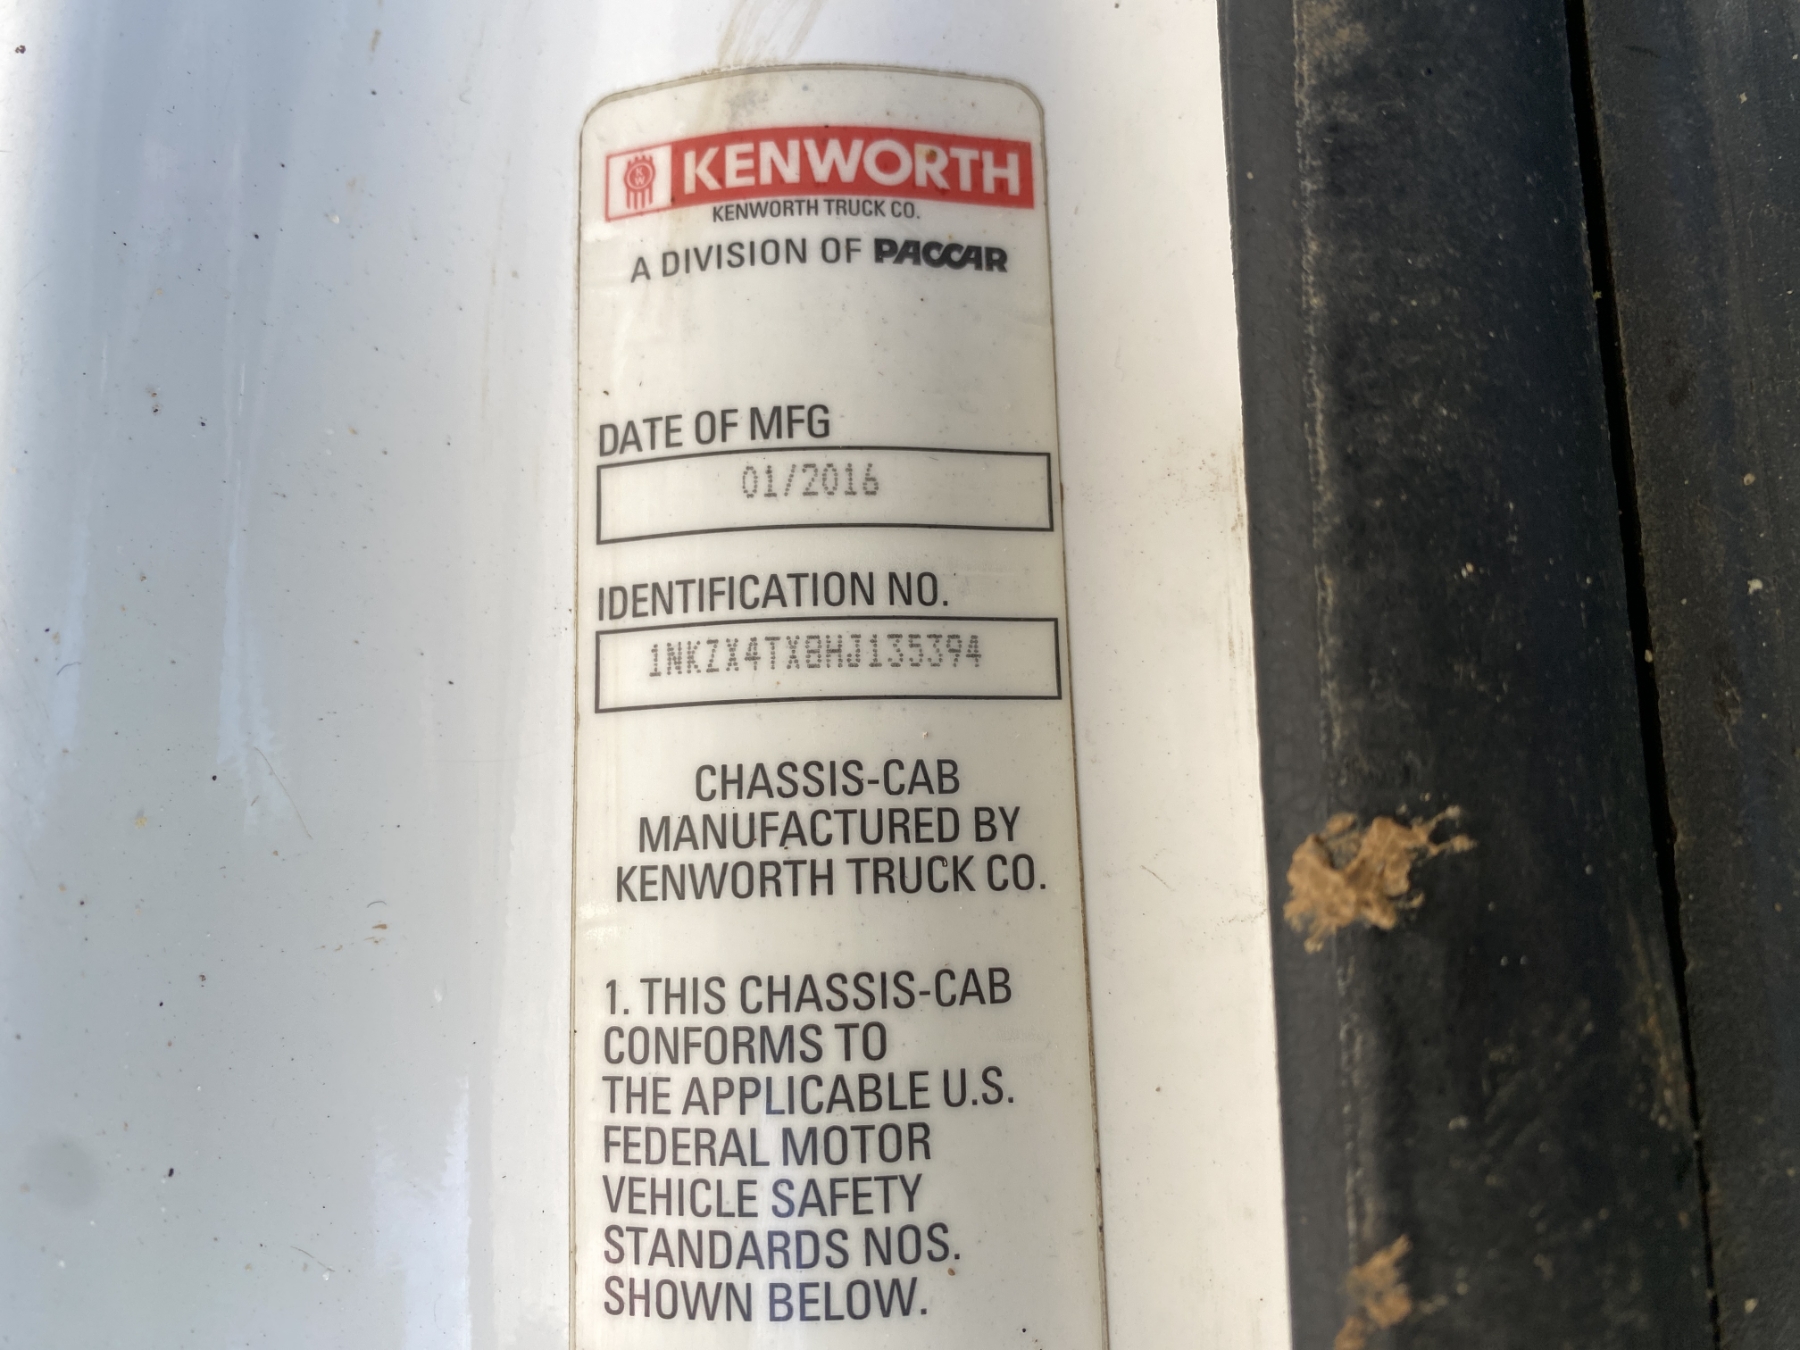 KW KENWORTH
KENWORTH TRUCK CO.
A DIVISION OF PACCAR
DATE OF MFG
01/2016
IDENTIFICATION NO.
1NKZX4TX8HJ135394
CHASSIS-CAB
MANUFACTURED BY
KENWORTH TRUCK CO.
1. THIS CHASSIS-CAB
CONFORMS TO
THE APPLICABLE U.S.
FEDERAL MOTOR
VEHICLE SAFETY
STANDARDS NOS.
SHOWN BELOW.